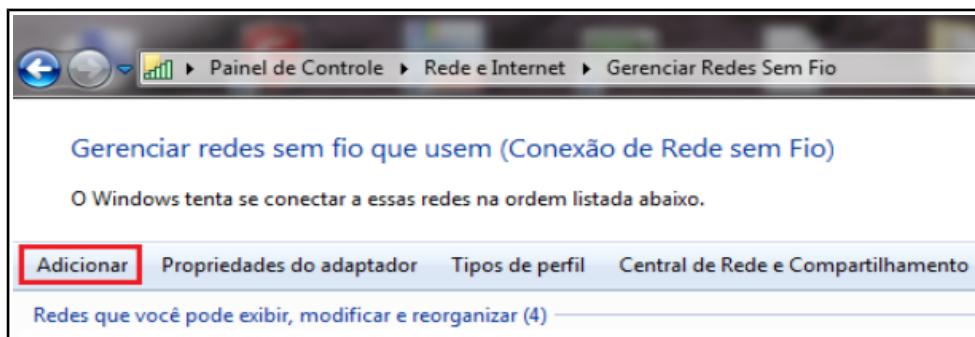 Painel de Controle ▸ Rede e Internet ▸ Gerenciar Redes Sem Fio
Gerenciar redes sem fio que usem (Conexão de Rede sem Fio)
O Windows tenta se conectar a essas redes na ordem listada abaixo.
Adicionar Propriedades do adaptador Tipos de perfil Central de Rede e Compartilhamento
Redes que você pode exibir, modificar e reorganizar (4)